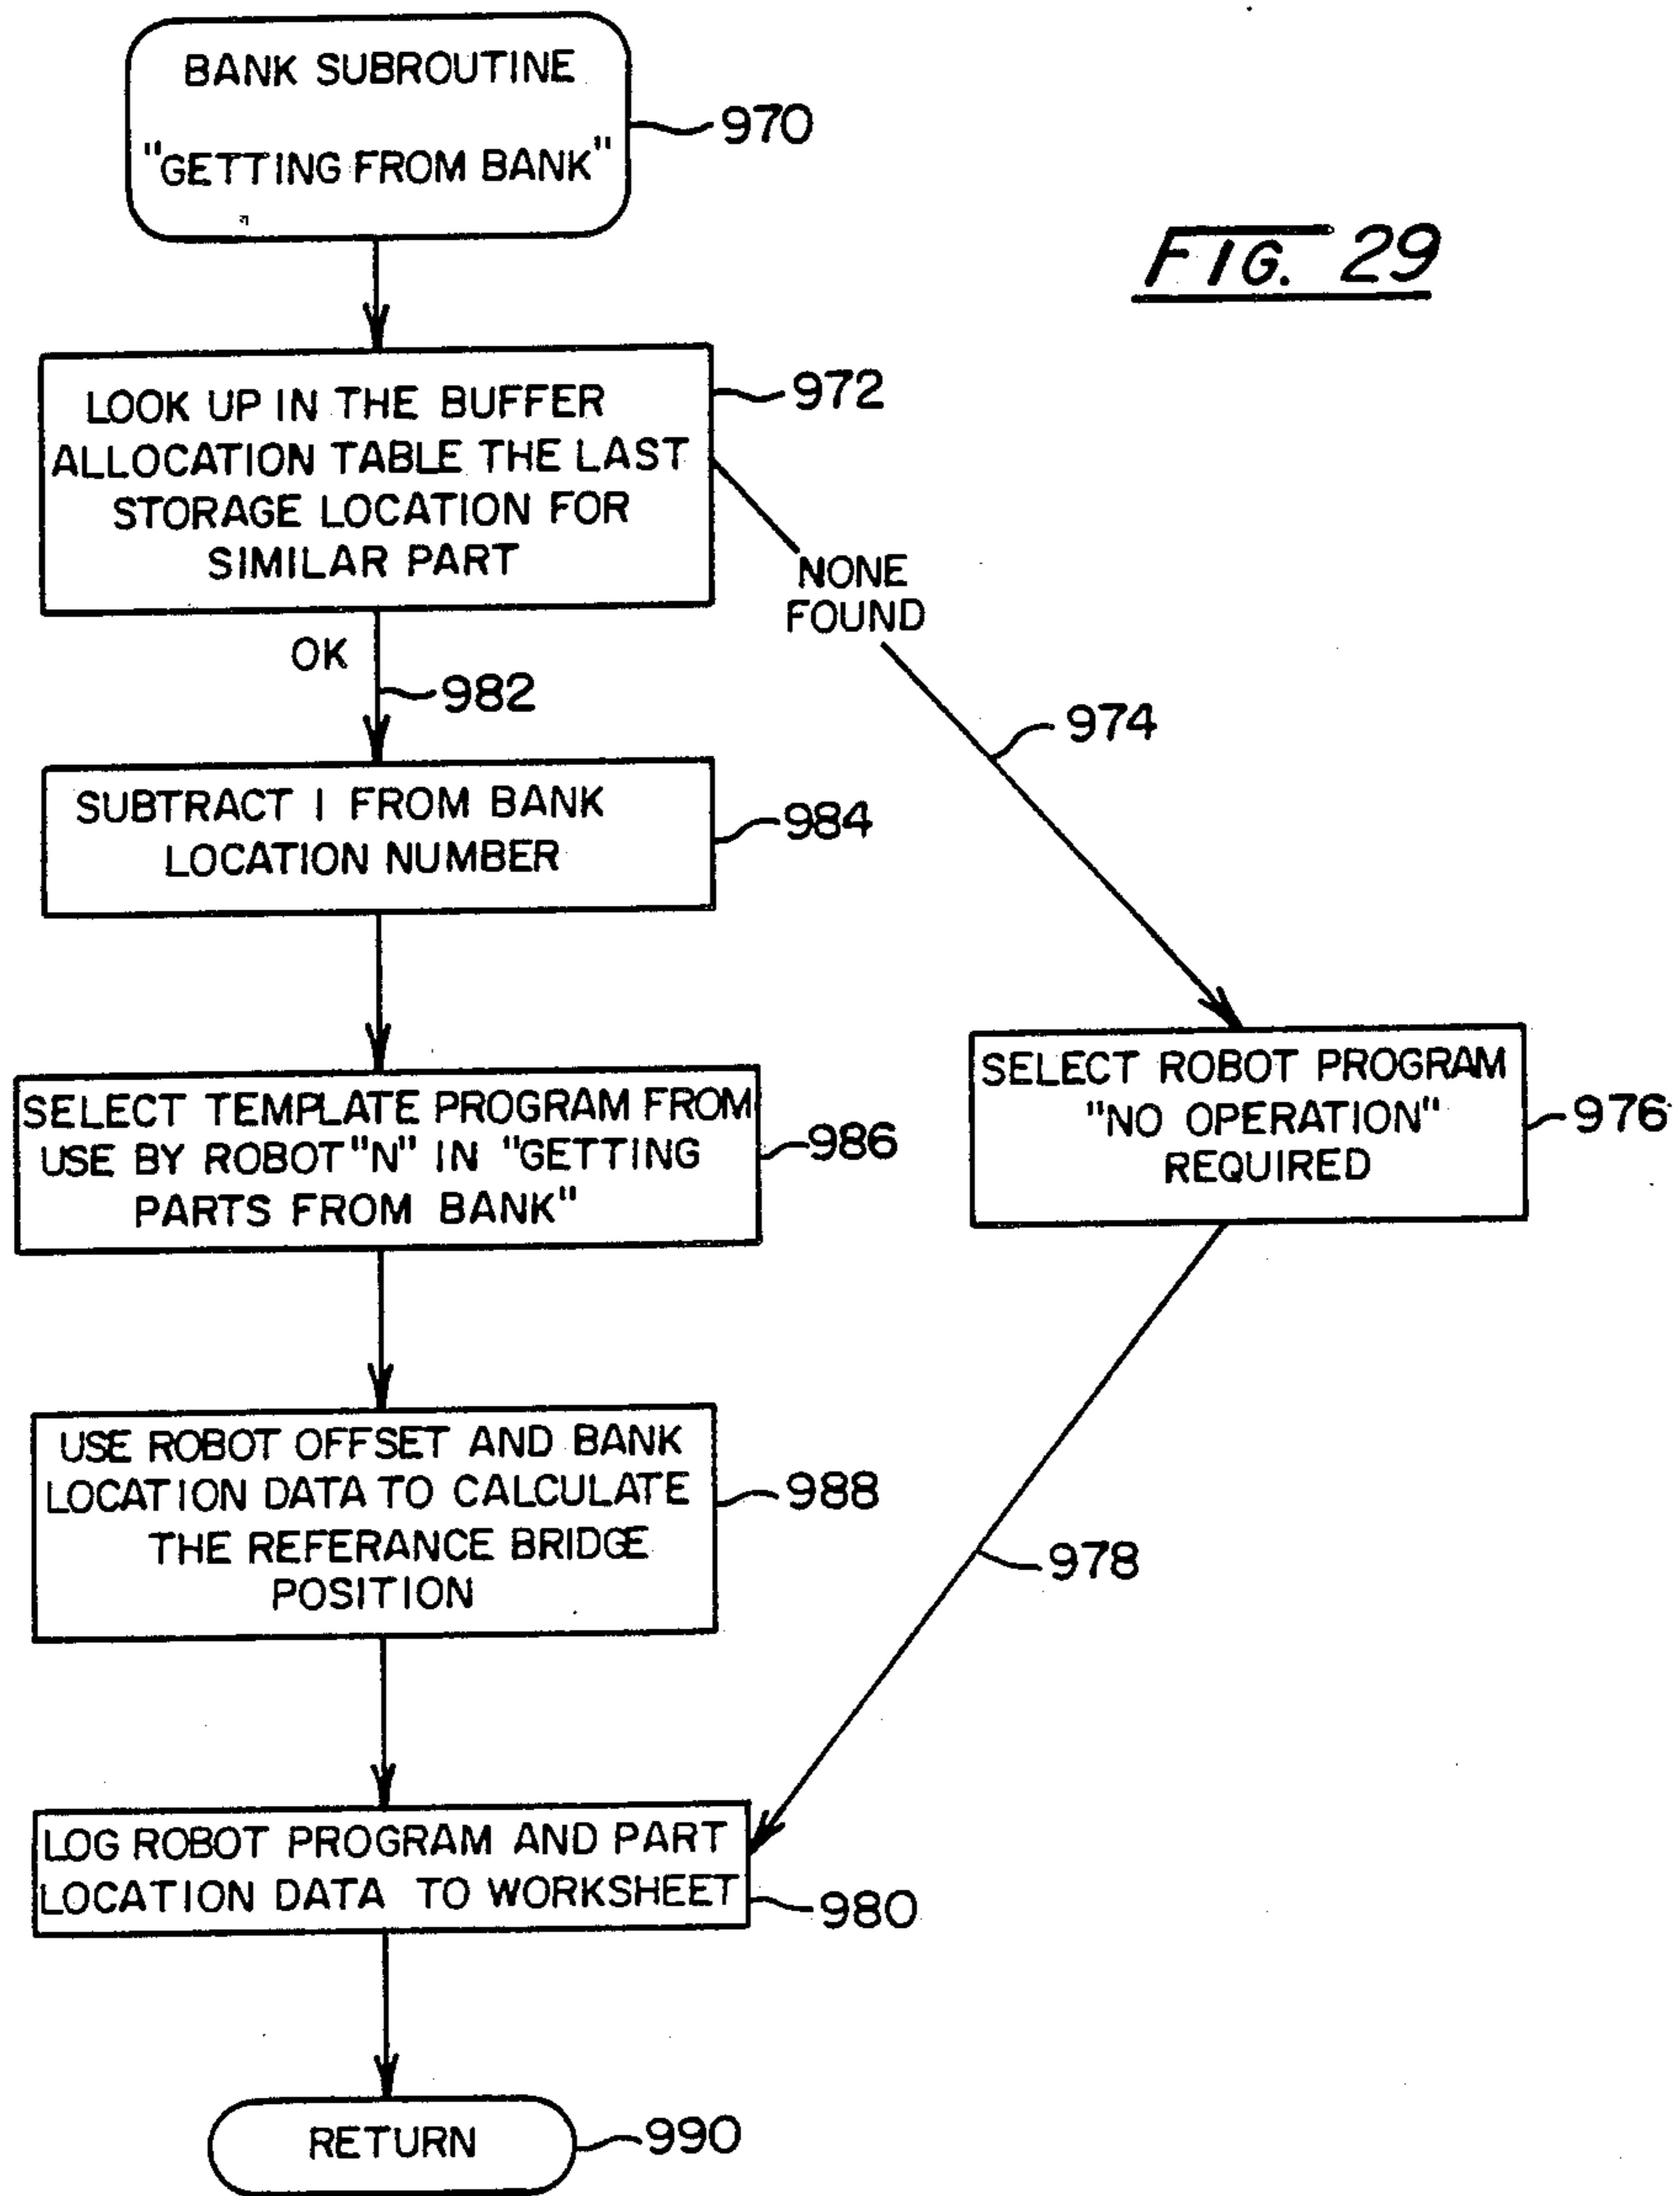 BANK SUBROUTINE
"GETTING FROM BANK"
970
FIG. 29
LOOK UP IN THE BUFFER
ALLOCATION TABLE THE LAST
STORAGE LOCATION FOR
SIMILAR PART
972
NONE
FOUND
OK
982
974
SUBTRACT 1 FROM BANK
LOCATION NUMBER
984
SELECT TEMPLATE PROGRAM FROM
USE BY ROBOT "N" IN "GETTING
PARTS FROM BANK"
986
SELECT ROBOT PROGRAM
"NO OPERATION"
REQUIRED
976
USE ROBOT OFFSET AND BANK
LOCATION DATA TO CALCULATE
THE REFERANCE BRIDGE
POSITION
988
978
LOG ROBOT PROGRAM AND PART
LOCATION DATA TO WORKSHEET
980
RETURN
990